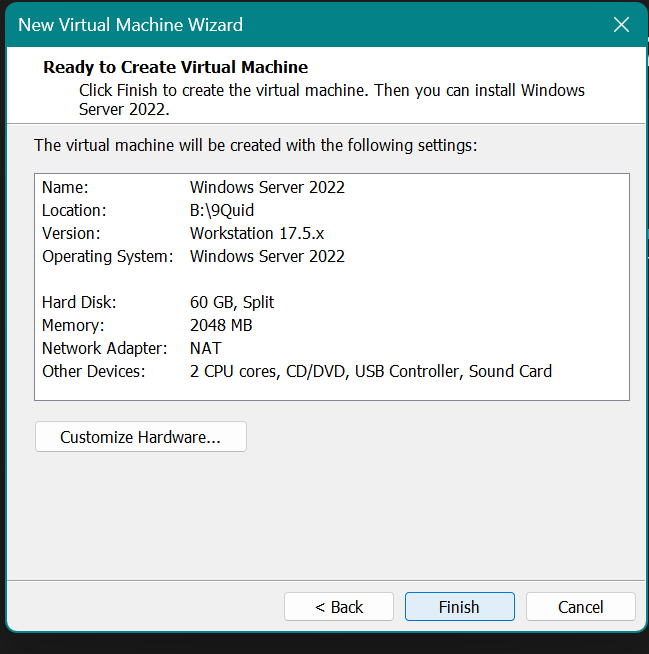 New Virtual Machine Wizard
Ready to Create Virtual Machine
Click Finish to create the virtual machine. Then you can install Windows
Server 2022.
The virtual machine will be created with the following settings:
Name: Windows Server 2022
Location: B:\9Quid
Version: Workstation 17.5.x
Operating System: Windows Server 2022
Hard Disk: 60 GB, Split
Memory: 2048 MB
Network Adapter: NAT
Other Devices: 2 CPU cores, CD/DVD, USB Controller, Sound Card
Customize Hardware...
< Back Finish Cancel